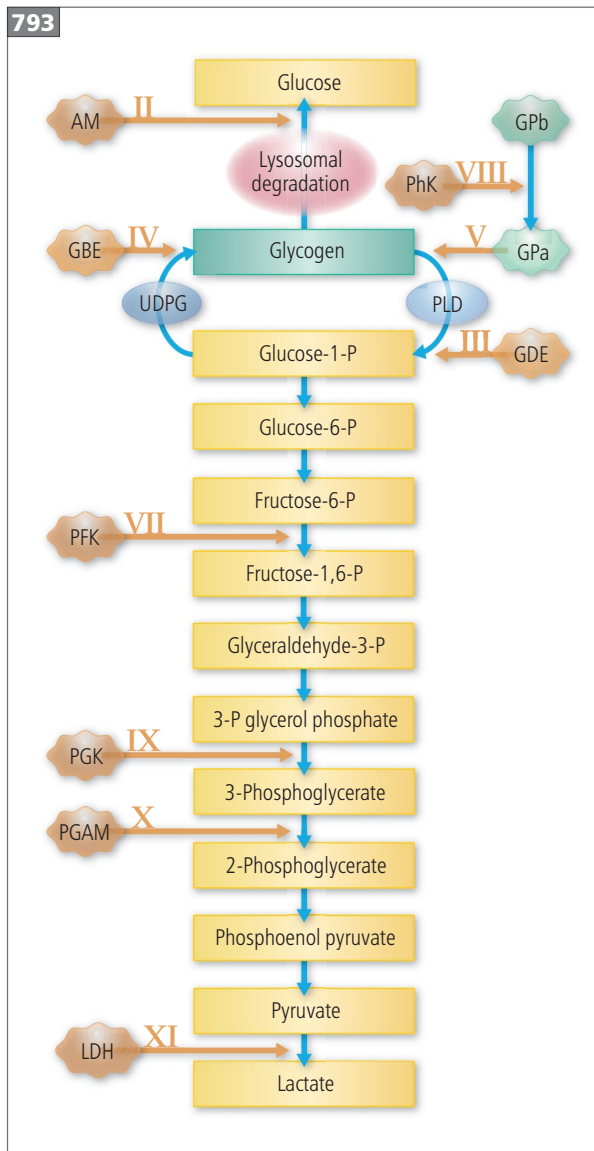 793
Glucose
AM
II
GPb
Lysosomal
degradation
PhK
VIII
GBE
IV
Glycogen
V
GPa
UDPG
PLD
Glucose-1-P
III
GDE
Glucose-6-P
Fructose-6-P
PFK
VII
Fructose-1,6-P
Glyceraldehyde-3-P
3-P glycerol phosphate
PGK
IX
3-Phosphoglycerate
PGAM
X
2-Phosphoglycerate
Phosphoenol pyruvate
Pyruvate
LDH
XI
Lactate